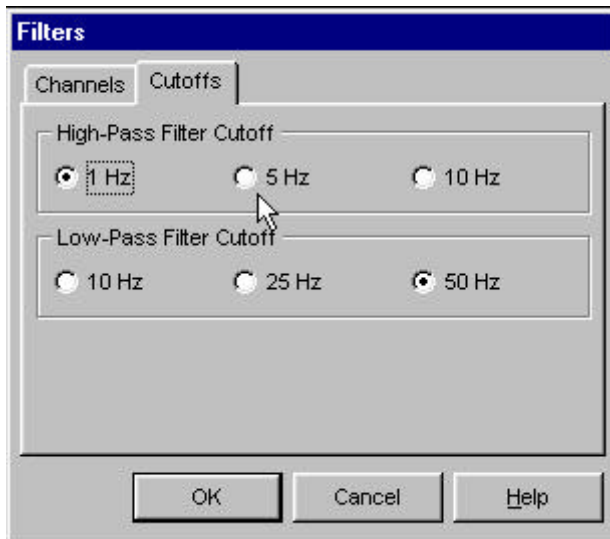 Filters
Channels Cutoffs
High-Pass Filter Cutoff
1 Hz 5 Hz 10 Hz
Low-Pass Filter Cutoff
10 Hz 25 Hz 50 Hz
OK Cancel Help